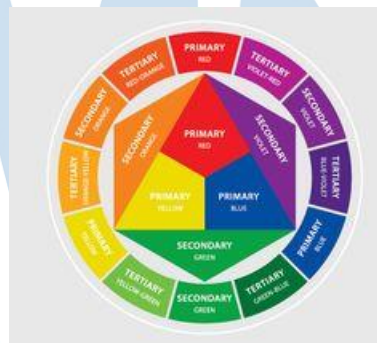 PRIMARY
RED
TERTIARY
VIOLET-RED
SECONDARY
VIOLET
TERTIARY
BLUE-VIOLET
PRIMARY
BLUE
TERTIARY
GREEN-BLUE
SECONDARY
GREEN
TERTIARY
YELLOW-GREEN
PRIMARY
YELLOW
TERTIARY
ORANGE-YELLOW
SECONDARY
ORANGE
TERTIARY
RED-ORANGE
PRIMARY
RED
SECONDARY
ORANGE
SECONDARY
VIOLET
PRIMARY
YELLOW
PRIMARY
BLUE
SECONDARY
GREEN